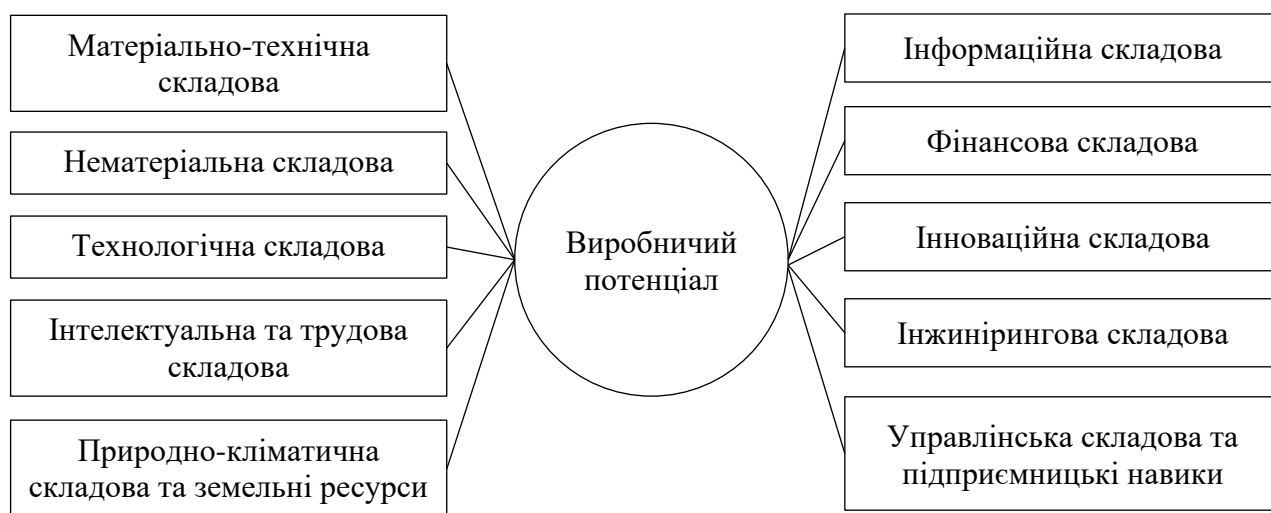 Матеріально-технічна
складова
Нематеріальна складова
Технологічна складова
Інтелектуальна та трудова
складова
Природно-кліматична
складова та земельні ресурси
Виробничий
потенціал
Інформаційна складова
Фінансова складова
Інноваційна складова
Інжинірингова складова
Управлінська складова та
підприємницькі навики